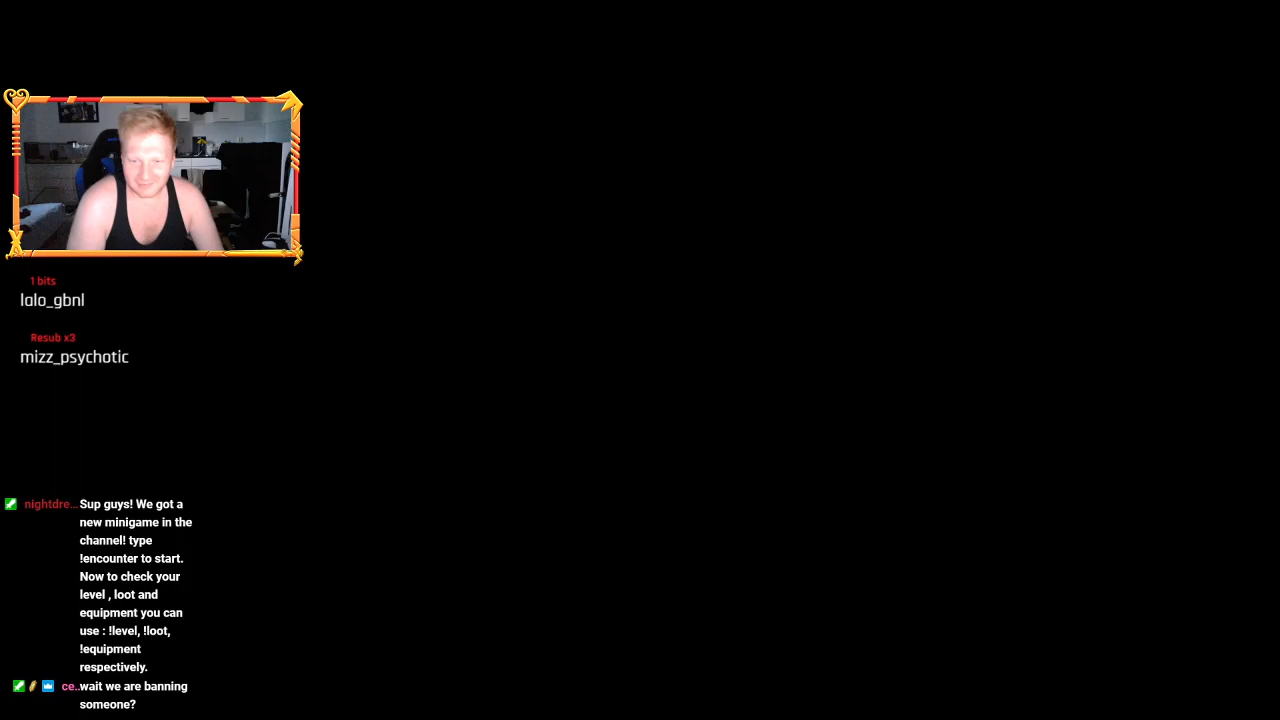 1 bits
lalo_gbnl
Resub x3
mizz_psychotic
nightdre... Sup guys! We got a
new minigame in the
channel! type
!encounter to start.
Now to check your
level , loot and
equipment you can
use : !level, !loot,
!equipment
respectively.
ce.. wait we are banning
someone?